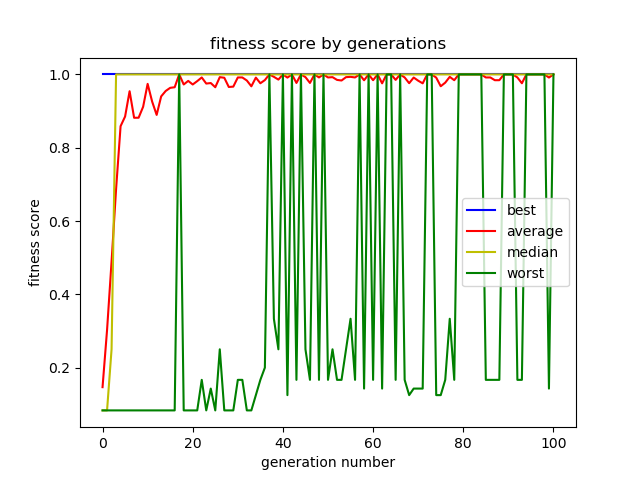 fitness score by generations
fitness score
1.0
0.8
0.6
0.4
0.2
best
average
median
worst
0
20
40
60
80
100
generation number